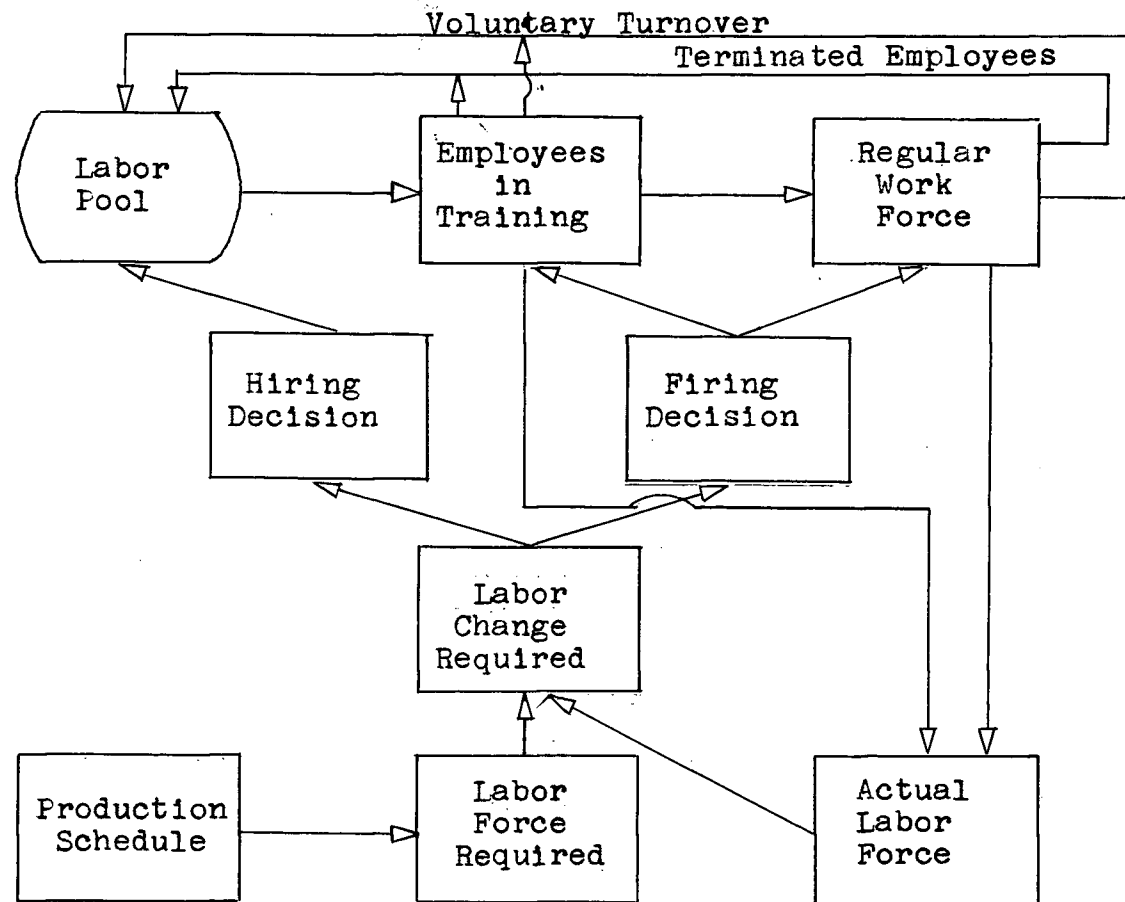 Voluntary Turnover
Terminated Employees
Labor
Pool
Employees
in
Training
Regular
Work
Force
Hiring
Decision
Firing
Decision
Labor
Change
Required
Production
Schedule
Labor
Force
Required
Actual
Labor
Force